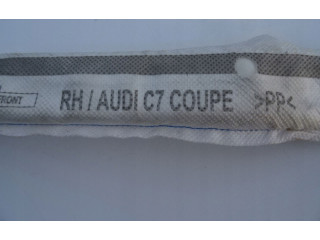 RH / AUDI C7 COUPE >PP<
FRONT